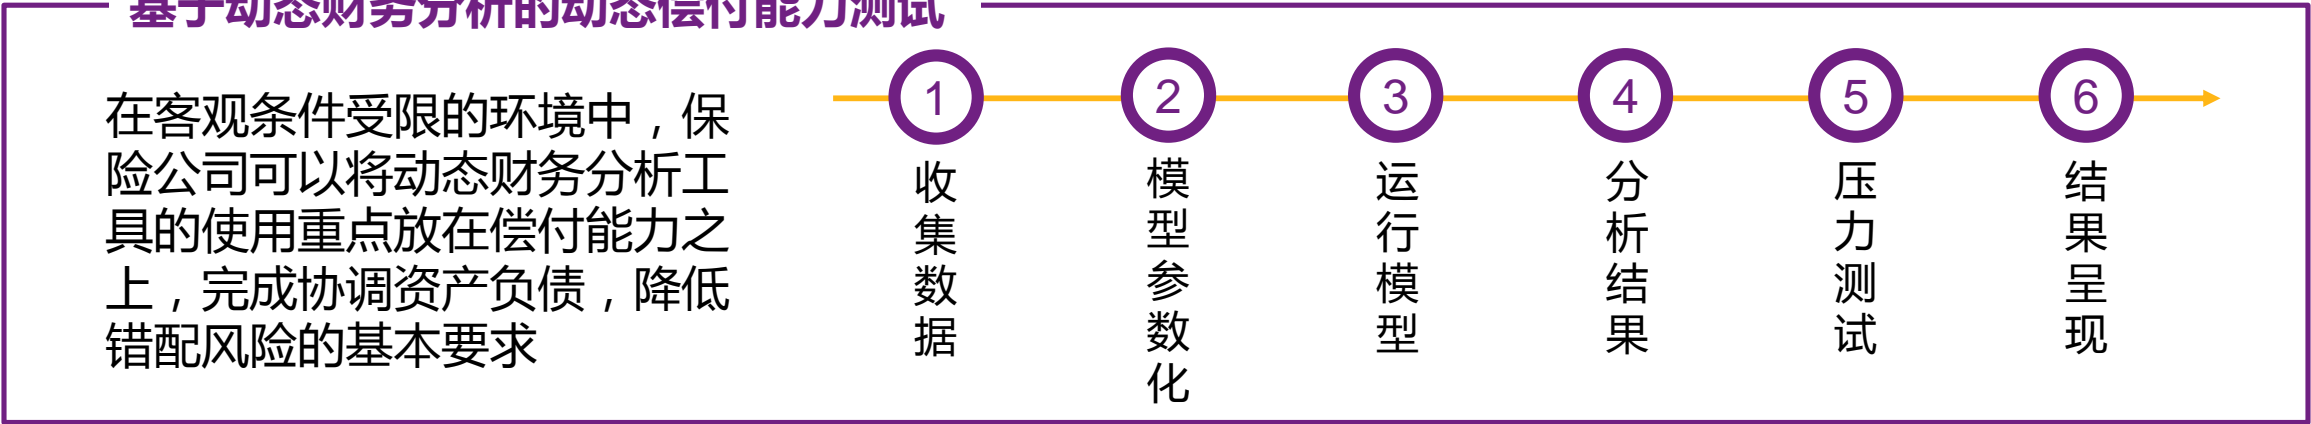 基于动态财务分析的动态偿付能力测试
在客观条件受限的环境中，保
险公司可以将动态财务分析工
具的使用重点放在偿付能力之
上，完成协调资产负债，降低
错配风险的基本要求
1
收集数据
2
模型参数化
3
运行模型
4
分析结果
5
压力测试
6
结果呈现